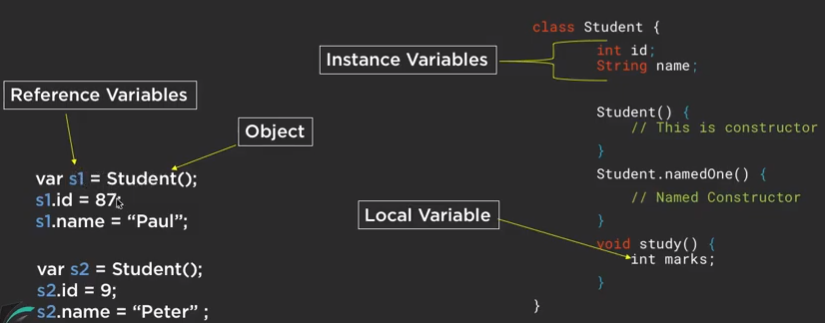 Reference Variables
Object
var s1 = Student();
s1.id = 87;
s1.name = “Paul”;
var s2 = Student();
s2.id = 9;
s2.name = “Peter” ;
Instance Variables
Local Variable
class Student {
int id;
String name;
Student() {
// This is constructor
}
Student.namedOne() {
// Named Constructor
}
void study() {
int marks;
}
}